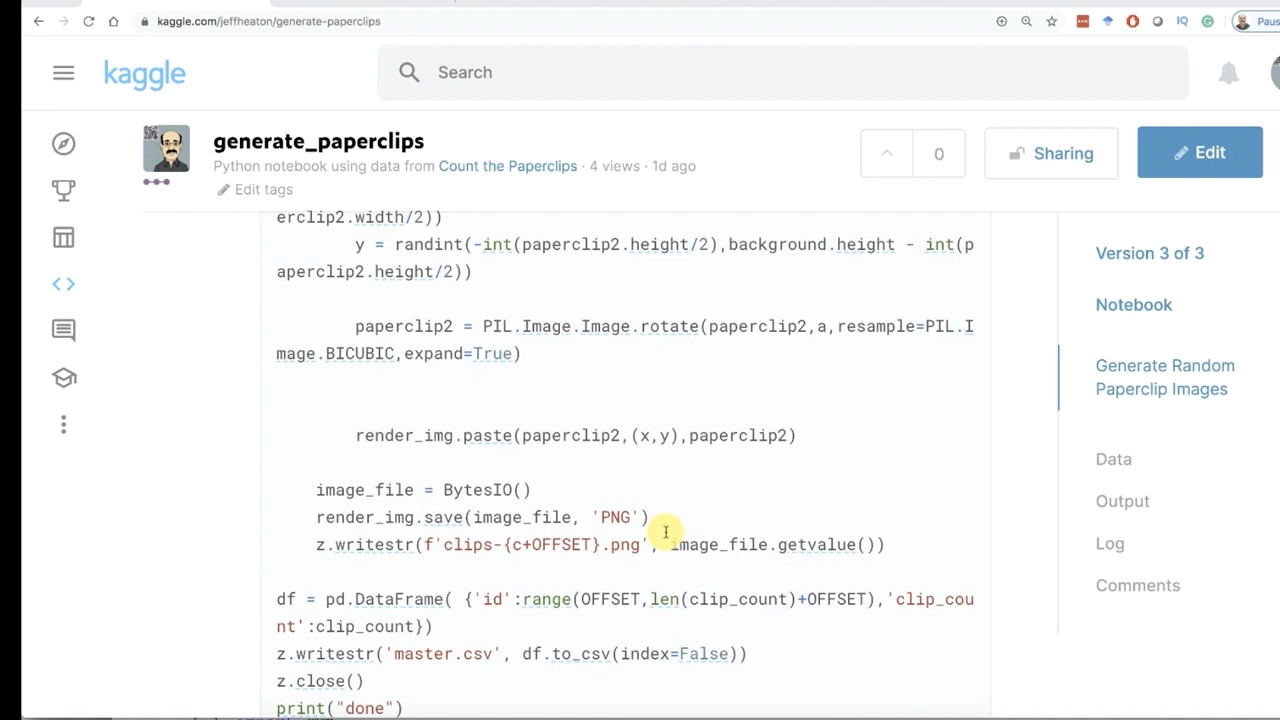 kaggle.com/jeffheaton/generate-paperclips
IQ
Paus
kaggle
Search
generate_paperclips
Python notebook using data from Count the Paperclips · 4 views · 1d ago
Edit tags
0
Sharing
Edit
erclip2.width/2))
y = randint(-int(paperclip2.height/2),background.height - int(p
aperclip2.height/2))
paperclip2 = PIL.Image.Image.rotate(paperclip2,a,resample=PIL.I
mage.BICUBIC,expand=True)
render_img.paste(paperclip2,(x,y),paperclip2)
image_file = BytesIO()
render_img.save(image_file, 'PNG')
z.writestr(f'clips-{c+OFFSET}.png', image_file.getvalue())
df = pd.DataFrame( {'id':range(OFFSET,len(clip_count)+OFFSET),'clip_cou
nt':clip_count})
z.writestr('master.csv', df.to_csv(index=False))
z.close()
print("done")
Version 3 of 3
Notebook
Generate Random
Paperclip Images
Data
Output
Log
Comments